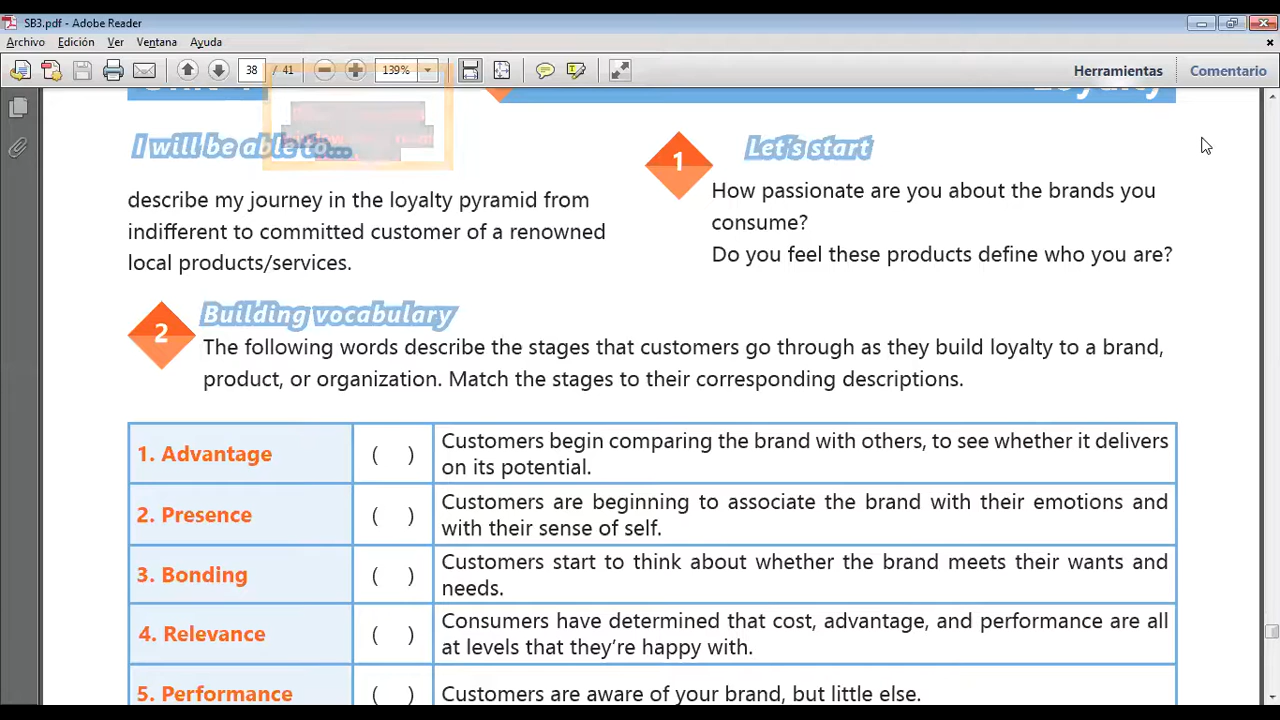 SB3.pdf - Adobe Reader
Archivo Edición Ver Ventana Ayuda
38 / 41 139% Herramientas Comentario
Loyalty
I will be able to...
describe my journey in the loyalty pyramid from
indifferent to committed customer of a renowned
local products/services.
1 Let's start
How passionate are you about the brands you
consume?
Do you feel these products define who you are?
2 Building vocabulary
The following words describe the stages that customers go through as they build loyalty to a brand,
product, or organization. Match the stages to their corresponding descriptions.
1. Advantage ( ) Customers begin comparing the brand with others, to see whether it delivers
on its potential.
2. Presence ( ) Customers are beginning to associate the brand with their emotions and
with their sense of self.
3. Bonding ( ) Customers start to think about whether the brand meets their wants and
needs.
4. Relevance ( ) Consumers have determined that cost, advantage, and performance are all
at levels that they're happy with.
5. Performance ( ) Customers are aware of your brand, but little else.